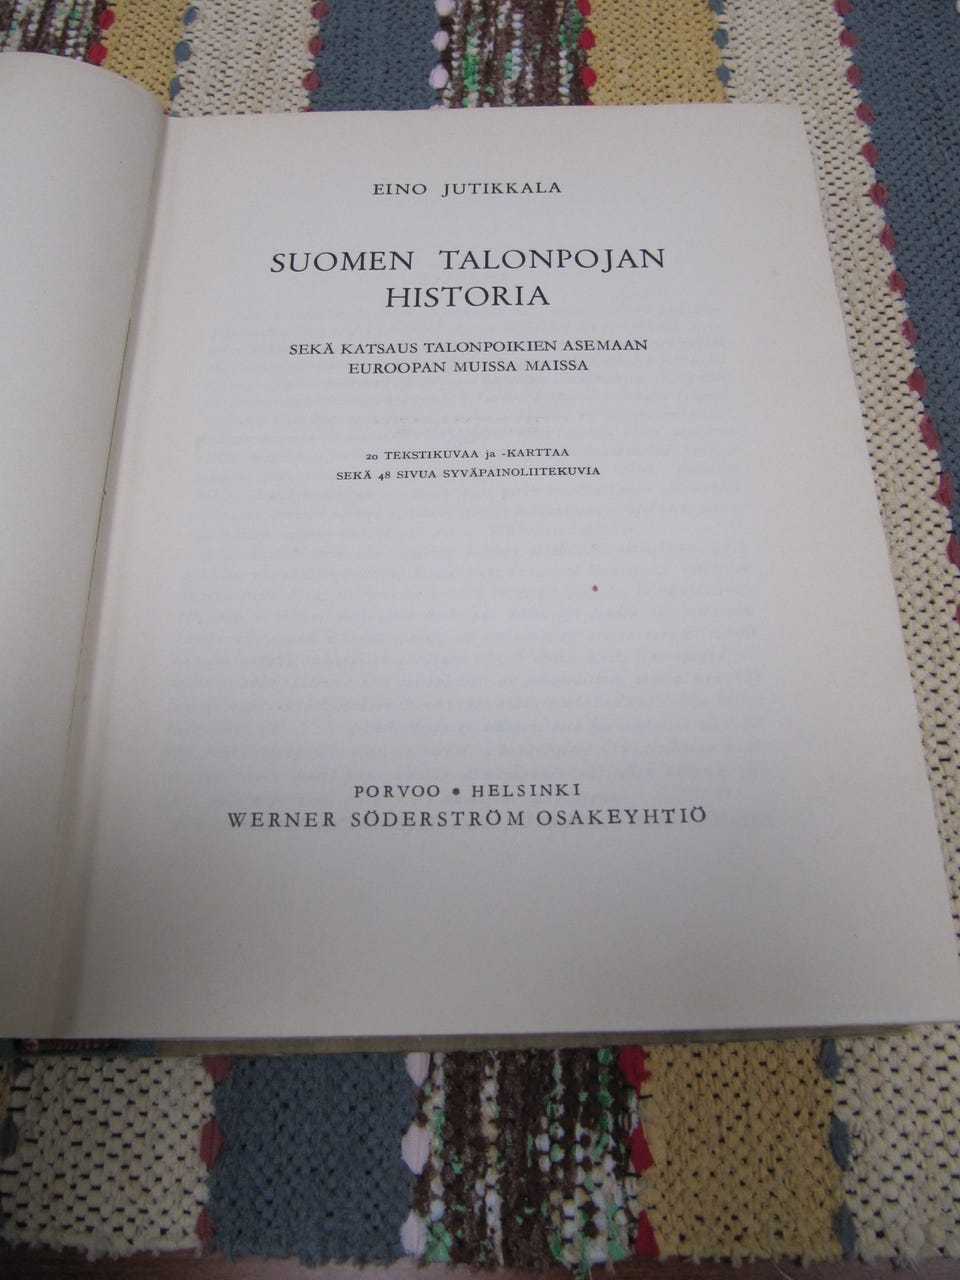 EINO JUTIKKALA
SUOMEN TALONPOJAN
HISTORIA
SEKÄ KATSAUS TALONPOIKIEN ASEMAAN
EUROOPAN MUISSA MAISSA
20 TEKSTIKUVAA ja -KARTTAA
SEKÄ 48 SIVUA SYVÄPAINOLIITEKUVIA
PORVOO * HELSINKI
WERNER SÖDERSTRÖM OSAKEYHTIÖ